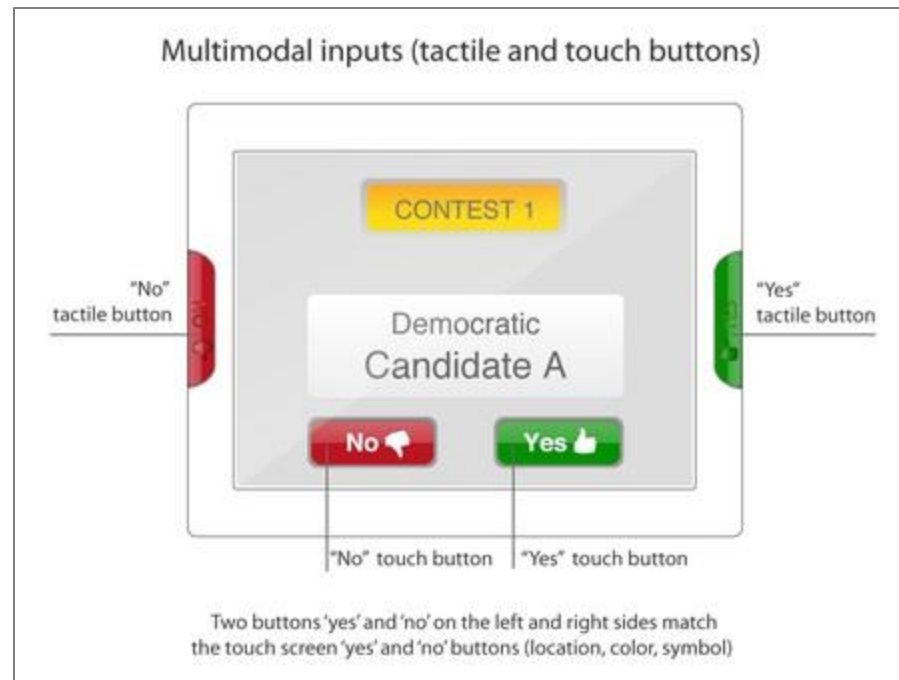 Multimodal inputs (tactile and touch buttons)
CONTEST 1
"No"
tactile button
"Yes"
tactile button
Democratic
Candidate A
No
Yes
"No" touch button
"Yes" touch button
Two buttons 'yes' and 'no' on the left and right sides match
the touch screen 'yes' and 'no' buttons (location, color, symbol)